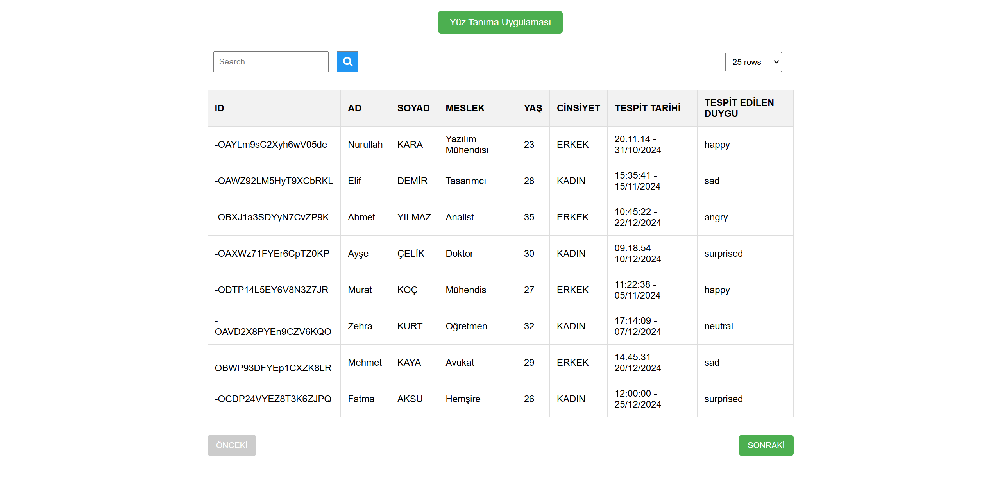 Yüz Tanıma Uygulaması
Search...
25 rows
ID AD SOYAD MESLEK YAŞ CİNSİYET TESPİT TARİHİ TESPİT EDİLEN
DUYGU
-OAYLm9sC2Xyh6wV05de Nurullah KARA Yazılım
Mühendisi 23 ERKEK 20:11:14 -
31/10/2024 happy
-OAWZ92LM5HyT9XCbRKL Elif DEMİR Tasarımcı 28 KADIN 15:35:41 -
15/11/2024 sad
-OBXJ1a3SDYyN7CvZP9K Ahmet YILMAZ Analist 35 ERKEK 10:45:22 -
22/12/2024 angry
-OAXWz71FYEr6CpTZ0KP Ayşe ÇELİK Doktor 30 KADIN 09:18:54 -
10/12/2024 surprised
-ODTP14L5EY6V8N3Z7JR Murat KOÇ Mühendis 27 ERKEK 11:22:38 -
05/11/2024 happy
-
OAVD2X8PYEn9CZV6KQO Zehra KURT Öğretmen 32 KADIN 17:14:09 -
07/12/2024 neutral
-
OBWP93DFYEp1CXZK8LR Mehmet KAYA Avukat 29 ERKEK 14:45:31 -
20/12/2024 sad
-OCDP24VYEZ8T3K6ZJPQ Fatma AKSU Hemşire 26 KADIN 12:00:00 -
25/12/2024 surprised
ÖNCEKİ
SONRAKİ